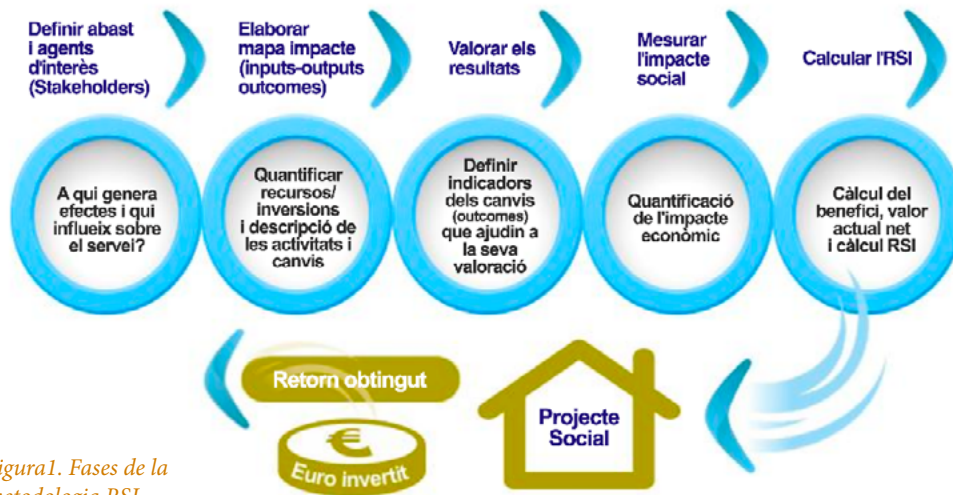 Definir abast
i agents
d'interès
(Stakeholders)
Elaborar
mapa impacte
(inputs-outputs
outcomes)
Valorar els
resultats
Mesurar
l'impacte
social
Calcular l'RSI
A qui genera
efectes i qui
influeix sobre
el servei?
Quantificar
recursos/
inversions
i descripció de
les activitats i
canvis
Definir
indicadors
dels canvis
(outcomes)
que ajudin a
la seva
valoració
Quantificació
de l'impacte
econòmic
Càlcul del
benefici, valor
actual net
i càlcul RSI
Retorn obtingut
€
Euro invertit
Projecte
Social
igura1. Fases de la